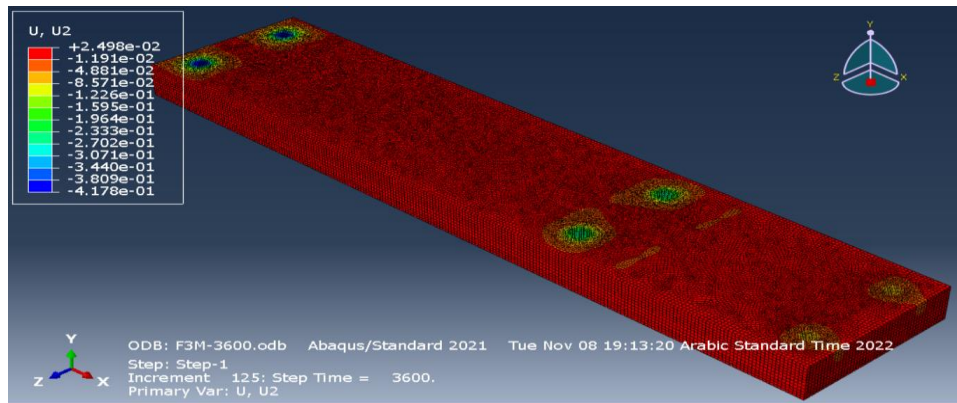 U, U2
+2.498e-02
-1.191e-02
-4.881e-02
-8.571e-02
-1.226e-01
-1.595e-01
-1.964e-01
-2.333e-01
-2.702e-01
-3.071e-01
-3.440e-01
-3.809e-01
-4.178e-01
Y
Z
X
Y
Z
X
ODB: F3M-3600.odb Abaqus/Standard 2021 Tue Nov 08 19:13:20 Arabic Standard Time 2022
Step: Step-1
Increment 125: Step Time = 3600.
Primary Var: U, U2